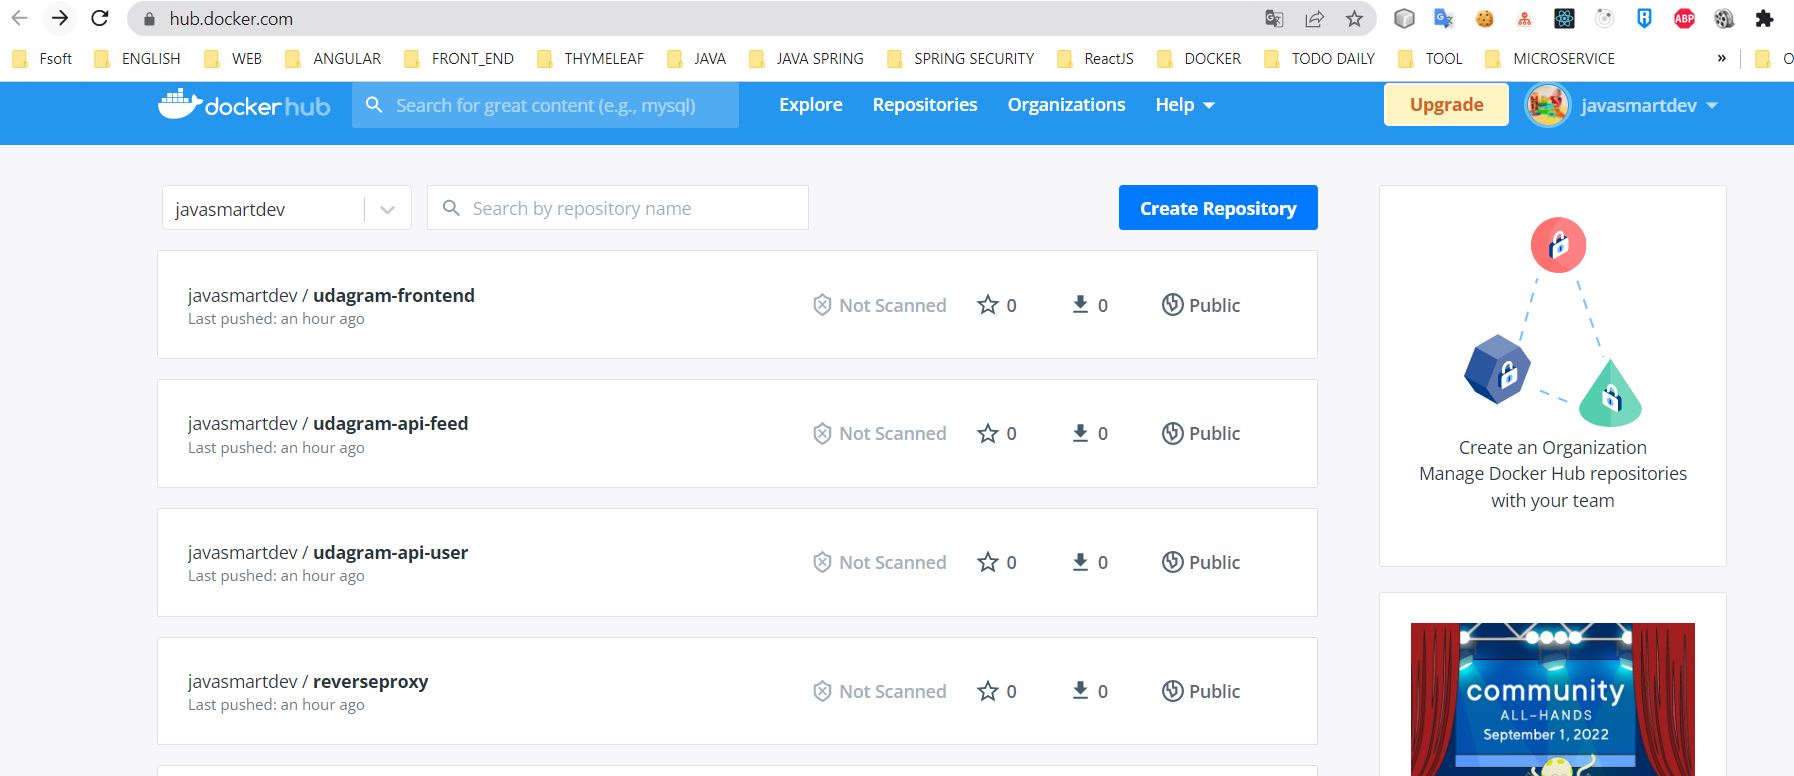 hub.docker.com
Fsoft ENGLISH WEB ANGULAR FRONT_END THYMELEAF JAVA JAVA SPRING SPRING SECURITY ReactJS DOCKER TODO DAILY TOOL MICROSERVICE » O
ABP
docker hub Search for great content (e.g., mysql) Explore Repositories Organizations Help Upgrade javasmartdev
javasmartdev Search by repository name Create Repository
javasmartdev / udagram-frontend
Last pushed: an hour ago
Not Scanned 0 0 Public
javasmartdev / udagram-api-feed
Last pushed: an hour ago
Not Scanned 0 0 Public
javasmartdev / udagram-api-user
Last pushed: an hour ago
Not Scanned 0 0 Public
javasmartdev / reverseproxy
Last pushed: an hour ago
Not Scanned 0 0 Public
Create an Organization
Manage Docker Hub repositories
with your team
community
ALL-HANDS
September 1, 2022